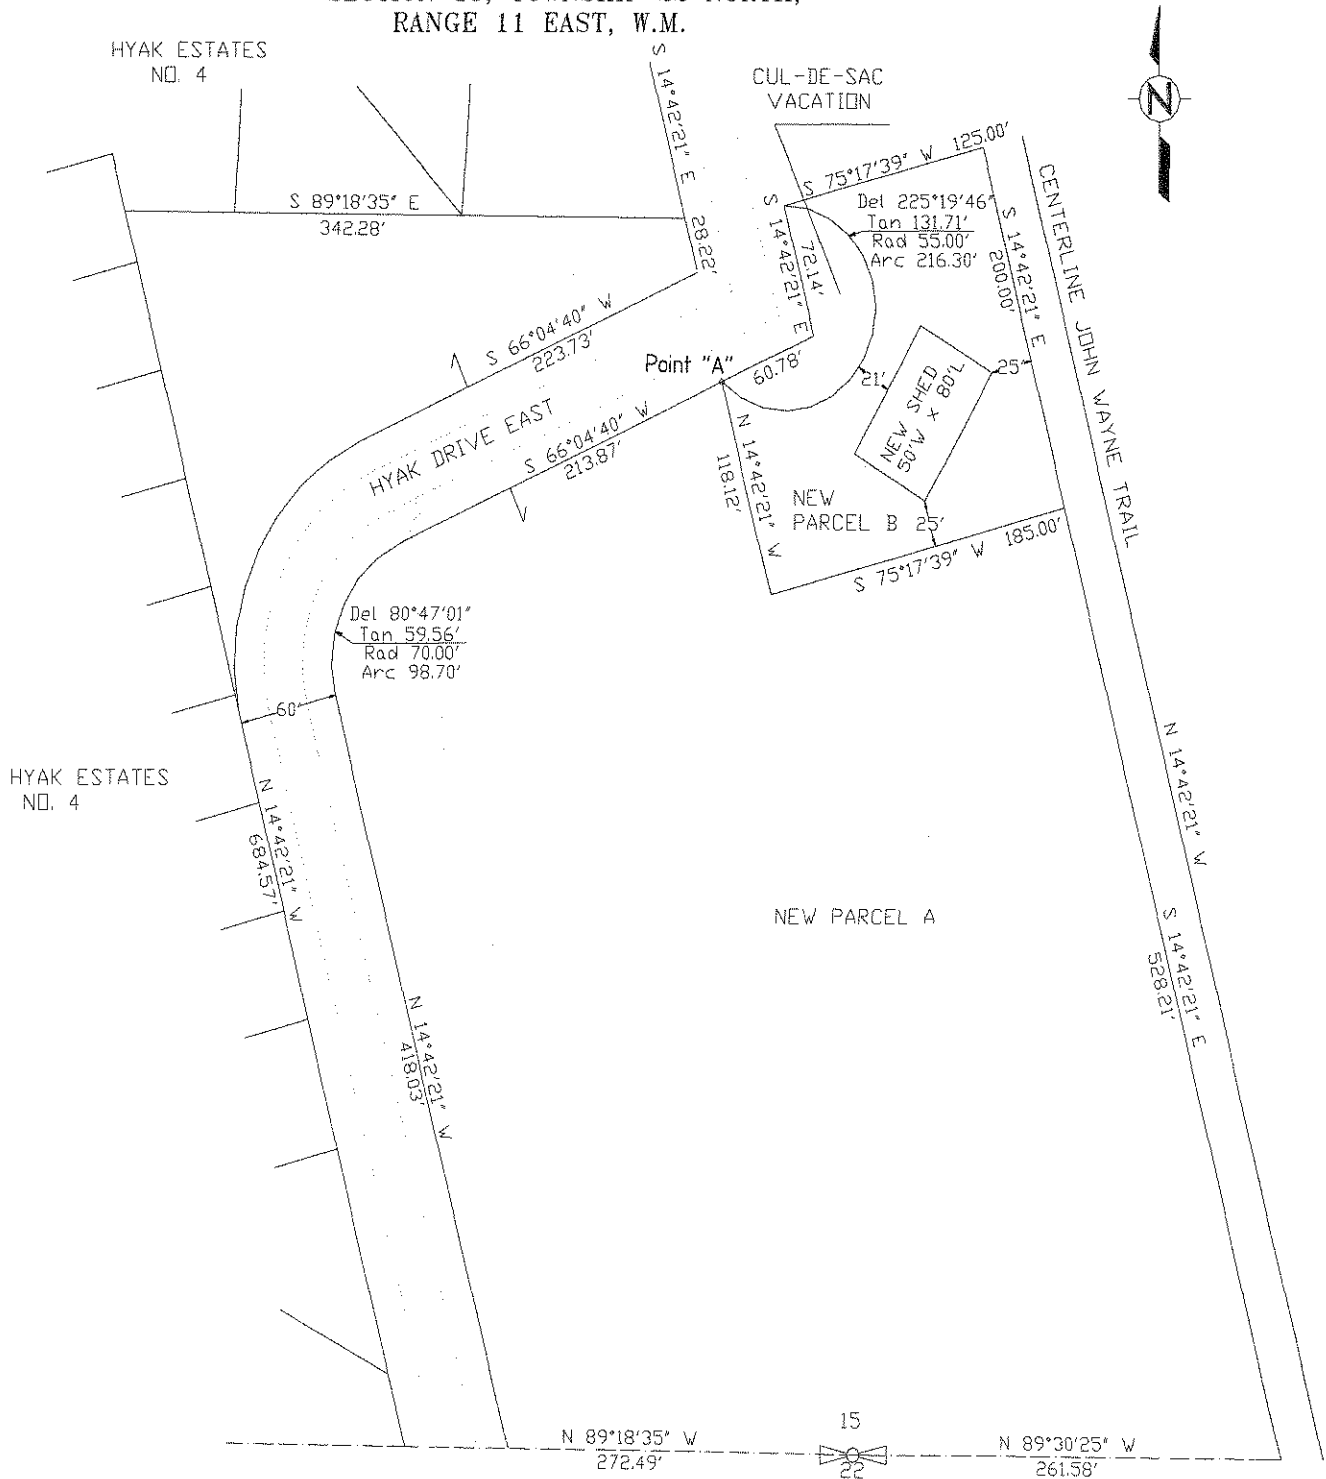 RANGE 11 EAST, W.M.
HYAK ESTATES
NO. 4
CUL-DE-SAC
VACATION
N
S 14°42'21" E
28.22'
S 75°17'39" W 125.00'
S 89°18'35" E
342.28'
Del 225°19'46"
Tan 131.71'
Rad 55.00'
Arc 216.30'
S 14°42'21" E
72.14'
S 14°42'21" E
200.00'
CENTERLINE JOHN WAYNE TRAIL
S 66°04'40" W
223.73'
Point "A"
60.78'
21'
25'
NEW SHED
50'W X 80'L
HYAK DRIVE EAST
S 66°04'40" W
213.87'
N 14°42'21" W
118.12'
NEW
PARCEL B 25'
S 75°17'39" W 185.00'
Del 80°47'01"
Tan 59.56'
Rad 70.00'
Arc 98.70'
60'
HYAK ESTATES
NO. 4
N 14°42'21" W
684.57'
N 14°42'21" W
NEW PARCEL A
S 14°42'21" E
528.21'
N 14°42'21" W
418.03'
15
N 89°18'35" W
272.49'
22
N 89°30'25" W
261.58'